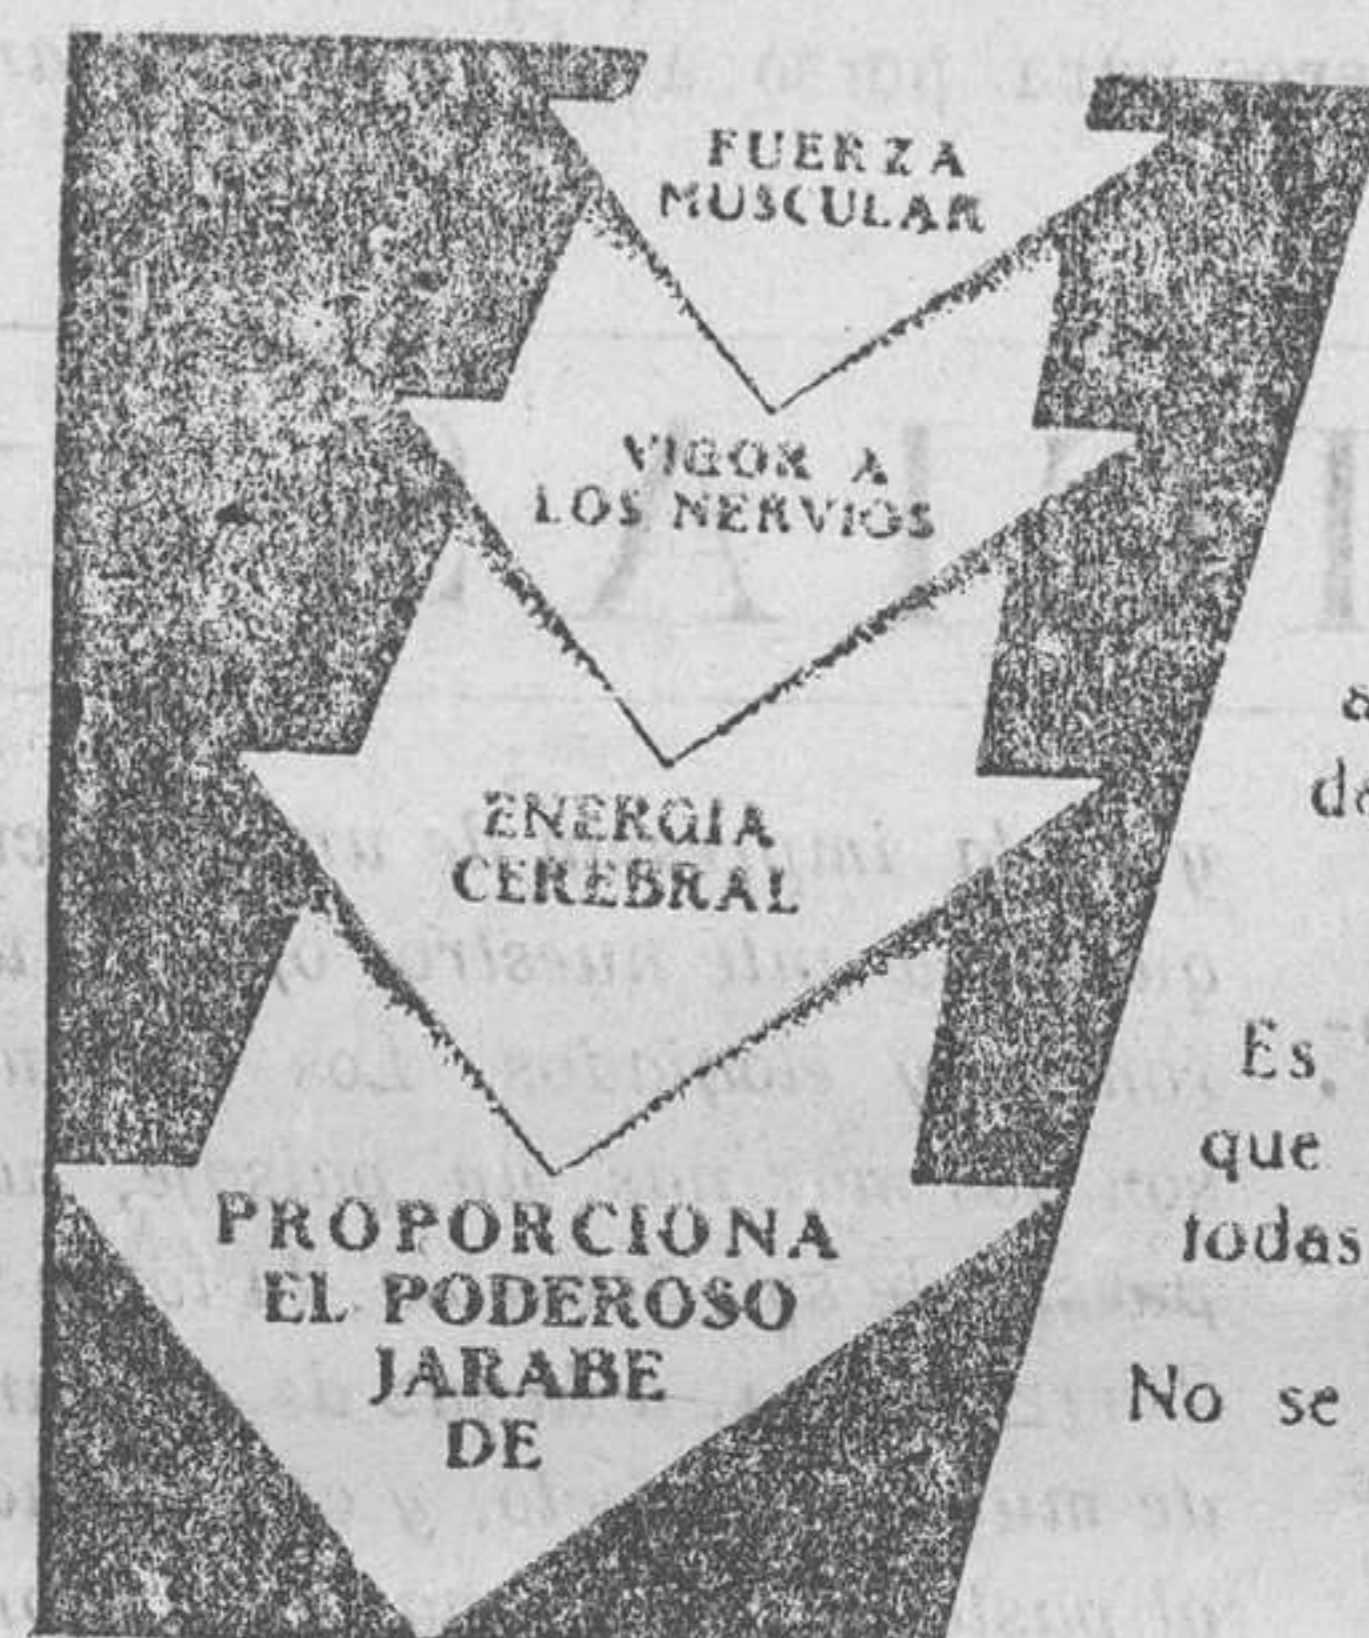 FUERZA
MUSCULAR
VIGOR A
LOS NERVIOS
ENERGIA
CEREBRAL
PROPORCIONA
EL PODEROSO
JARABE
DE
Es
que
todas
No se